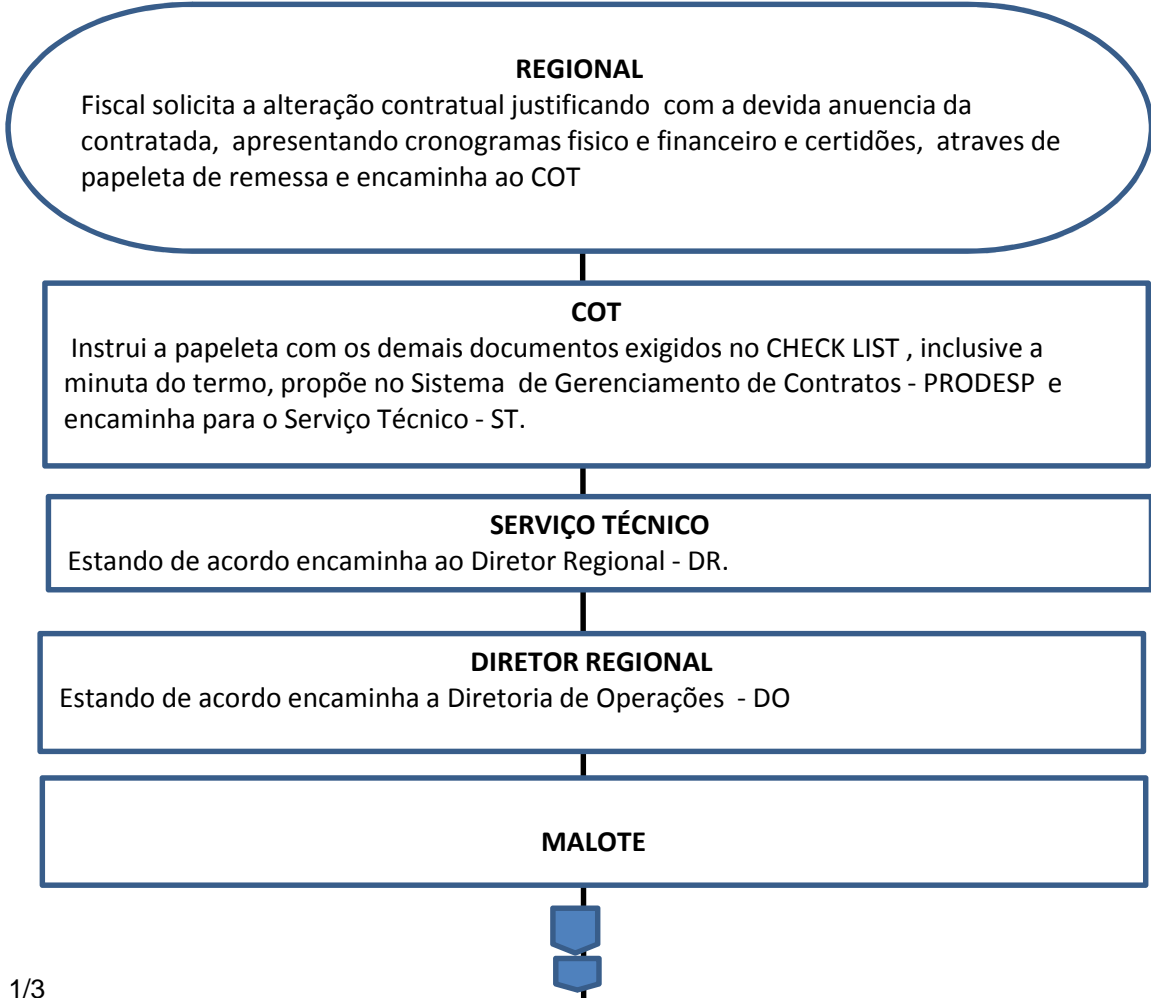 REGIONAL
Fiscal solicita a alteração contratual justificando com a devida anuencia da
contratada, apresentando cronogramas fisico e financeiro e certidões, atraves de
papeleta de remessa e encaminha ao COT
COT
Instrui a papeleta com os demais documentos exigidos no CHECK LIST , inclusive a
minuta do termo, propõe no Sistema de Gerenciamento de Contratos - PRODESP e
encaminha para o Serviço Técnico - ST.
SERVIÇO TÉCNICO
Estando de acordo encaminha ao Diretor Regional - DR.
DIRETOR REGIONAL
Estando de acordo encaminha a Diretoria de Operações - DO
MALOTE
1/3